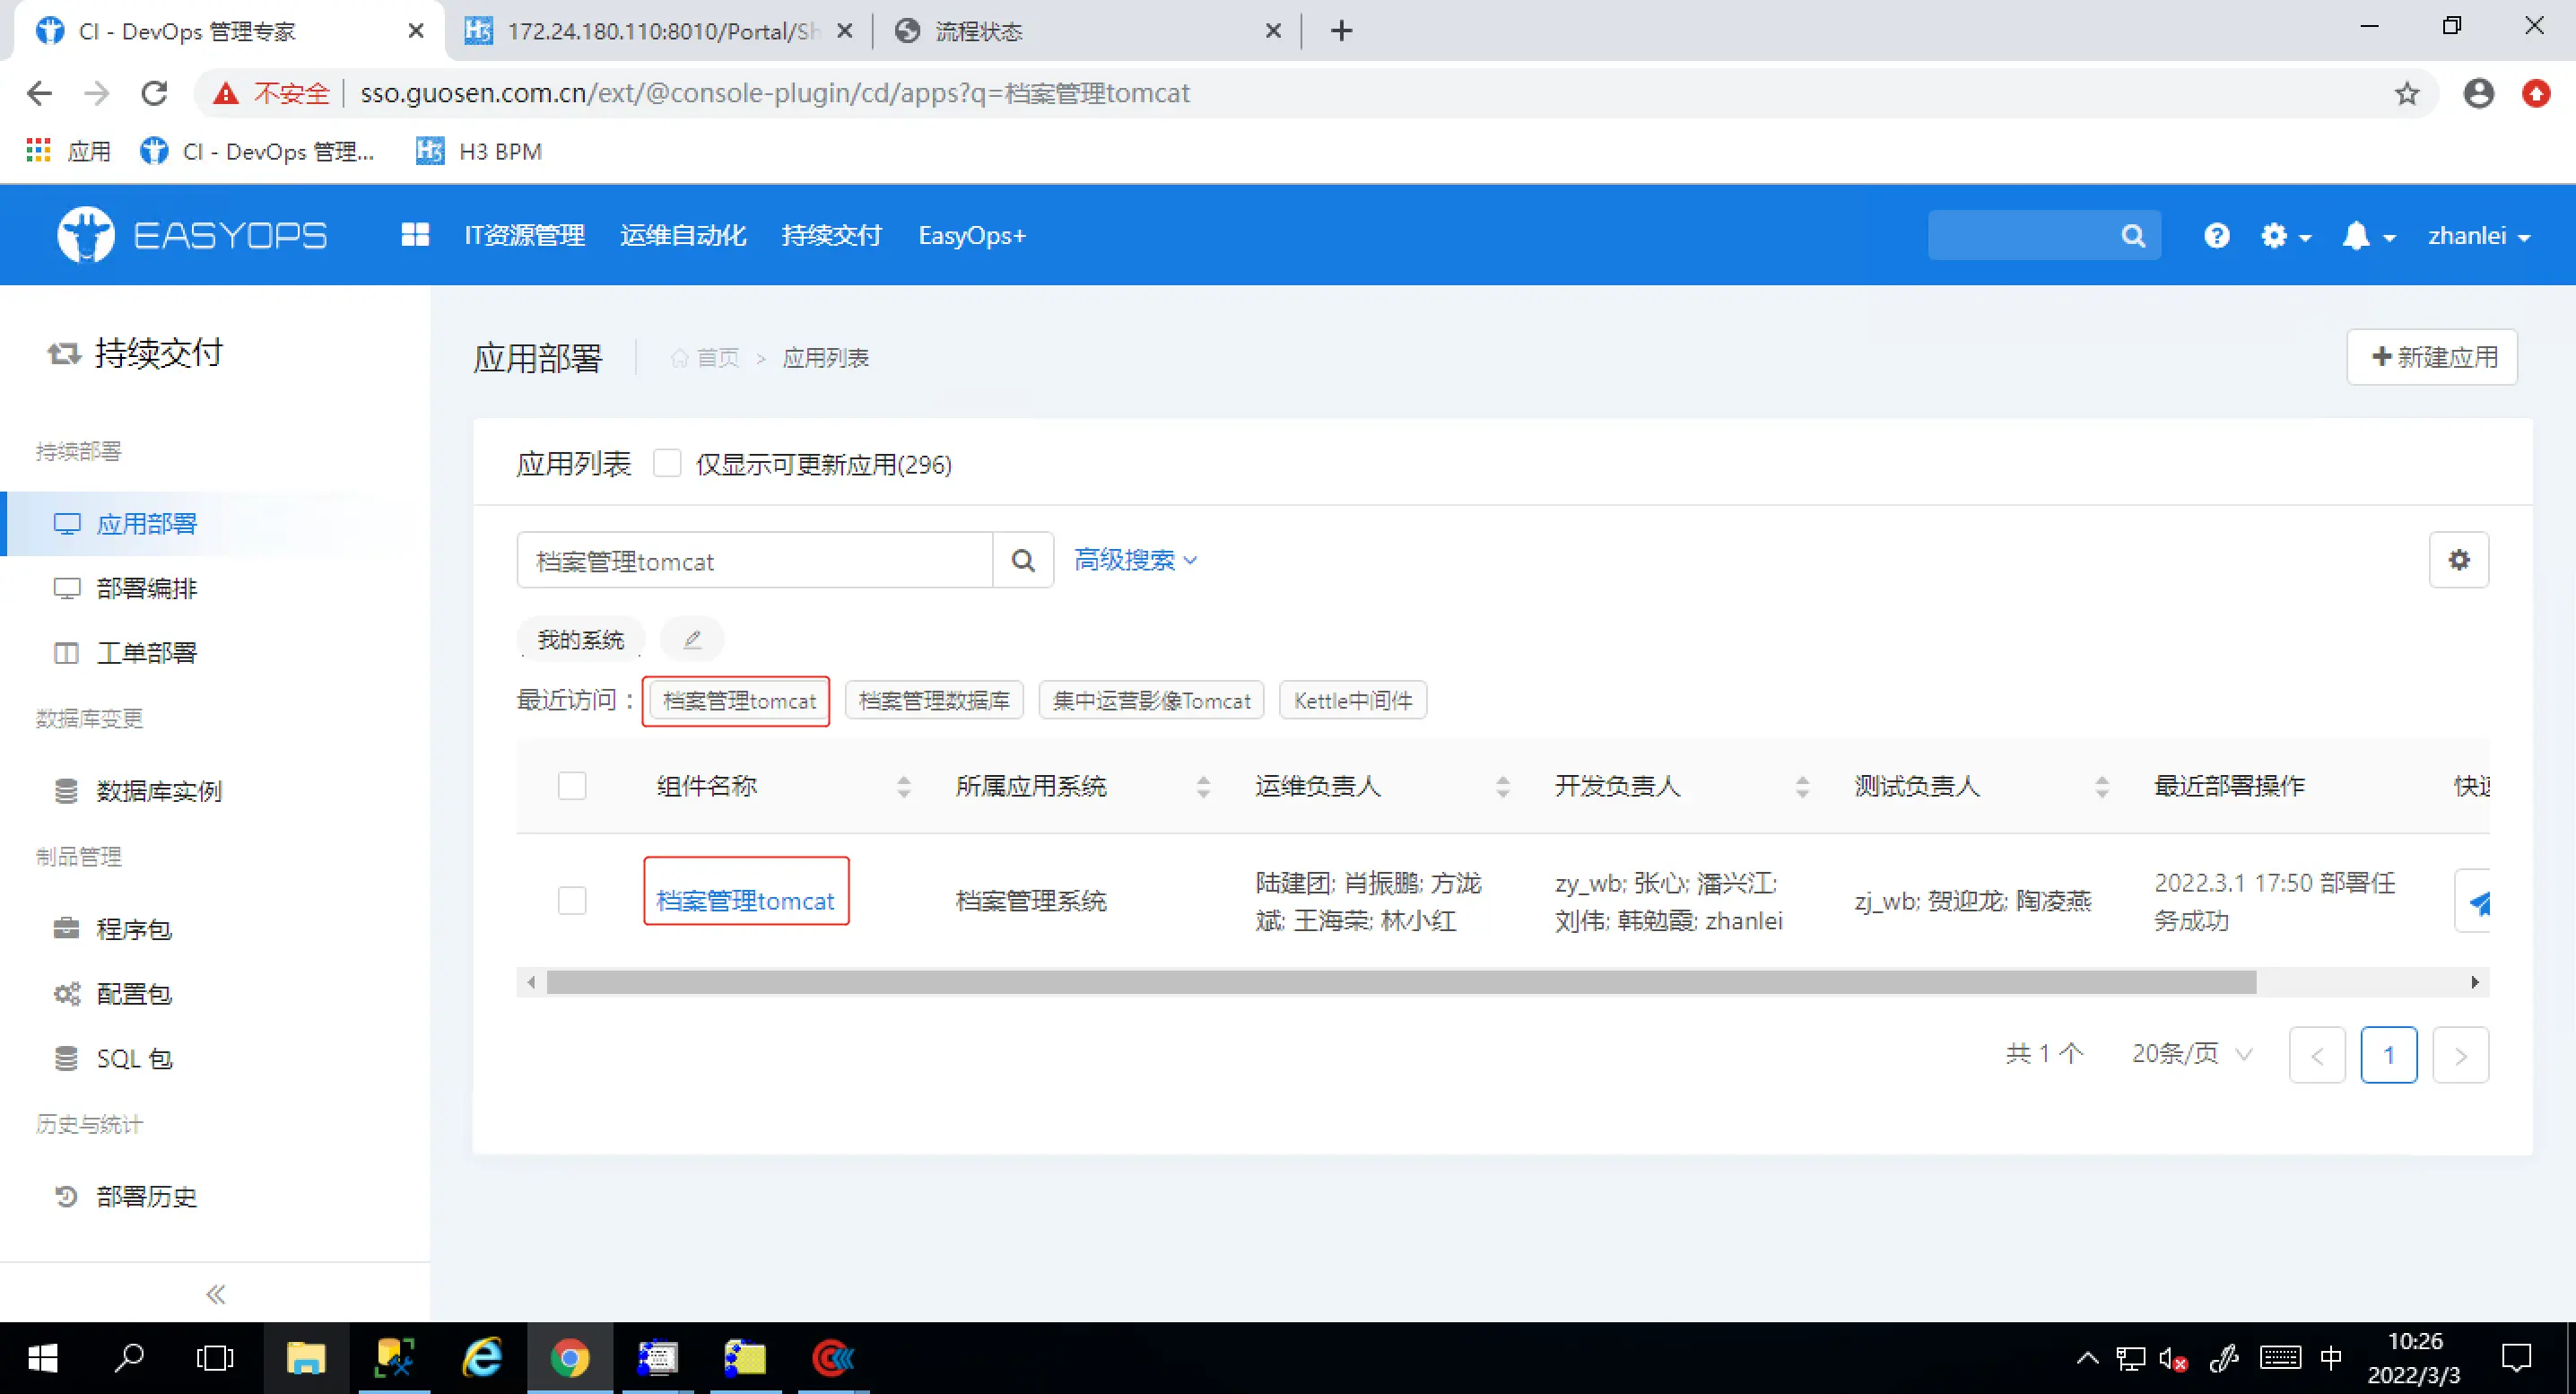 CI - DevOps 管理专家
172.24.180.110:8010/Portal/Sh
流程状态
不安全 sso.guosen.com.cn/ext/@console-plugin/cd/apps?q=档案管理tomcat
应用 CI - DevOps 管理... H3 BPM
EASYOPS IT资源管理 运维自动化 持续交付 EasyOps+ zhanlei
持续交付
持续部署
应用部署
部署编排
工单部署
数据库变更
数据库实例
制品管理
程序包
配置包
SQL 包
历史与统计
部署历史
应用部署 首页 > 应用列表 新建应用
应用列表 仅显示可更新应用(296)
档案管理tomcat 高级搜索
我的系统
最近访问： 档案管理tomcat 档案管理数据库 集中运营影像Tomcat Kettle中间件
组件名称 所属应用系统 运维负责人 开发负责人 测试负责人 最近部署操作 快速
档案管理tomcat 档案管理系统 陆建团; 肖振鹏; 方泷 zy_wb; 张心; 潘兴江; zj_wb; 贺迎龙; 陶凌燕 2022.3.1 17:50 部署任
斌; 王海荣; 林小红 刘伟; 韩勉霞; zhanlei 务成功
共 1 个 20条/页 < 1 >
中 10:26
2022/3/3